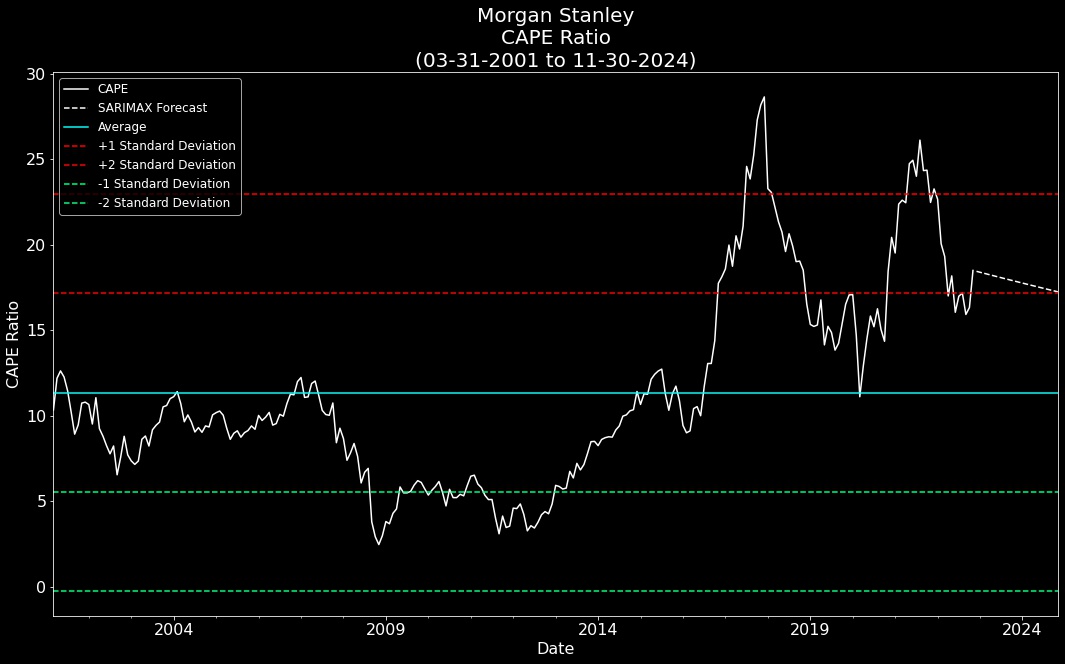 Morgan Stanley
CAPE Ratio
(03-31-2001 to 11-30-2024)
30
25
20
15
10
5
0
CAPE Ratio
CAPE
SARIMAX Forecast
Average
+1 Standard Deviation
+2 Standard Deviation
-1 Standard Deviation
-2 Standard Deviation
2004
2009
2014
2019
2024
Date